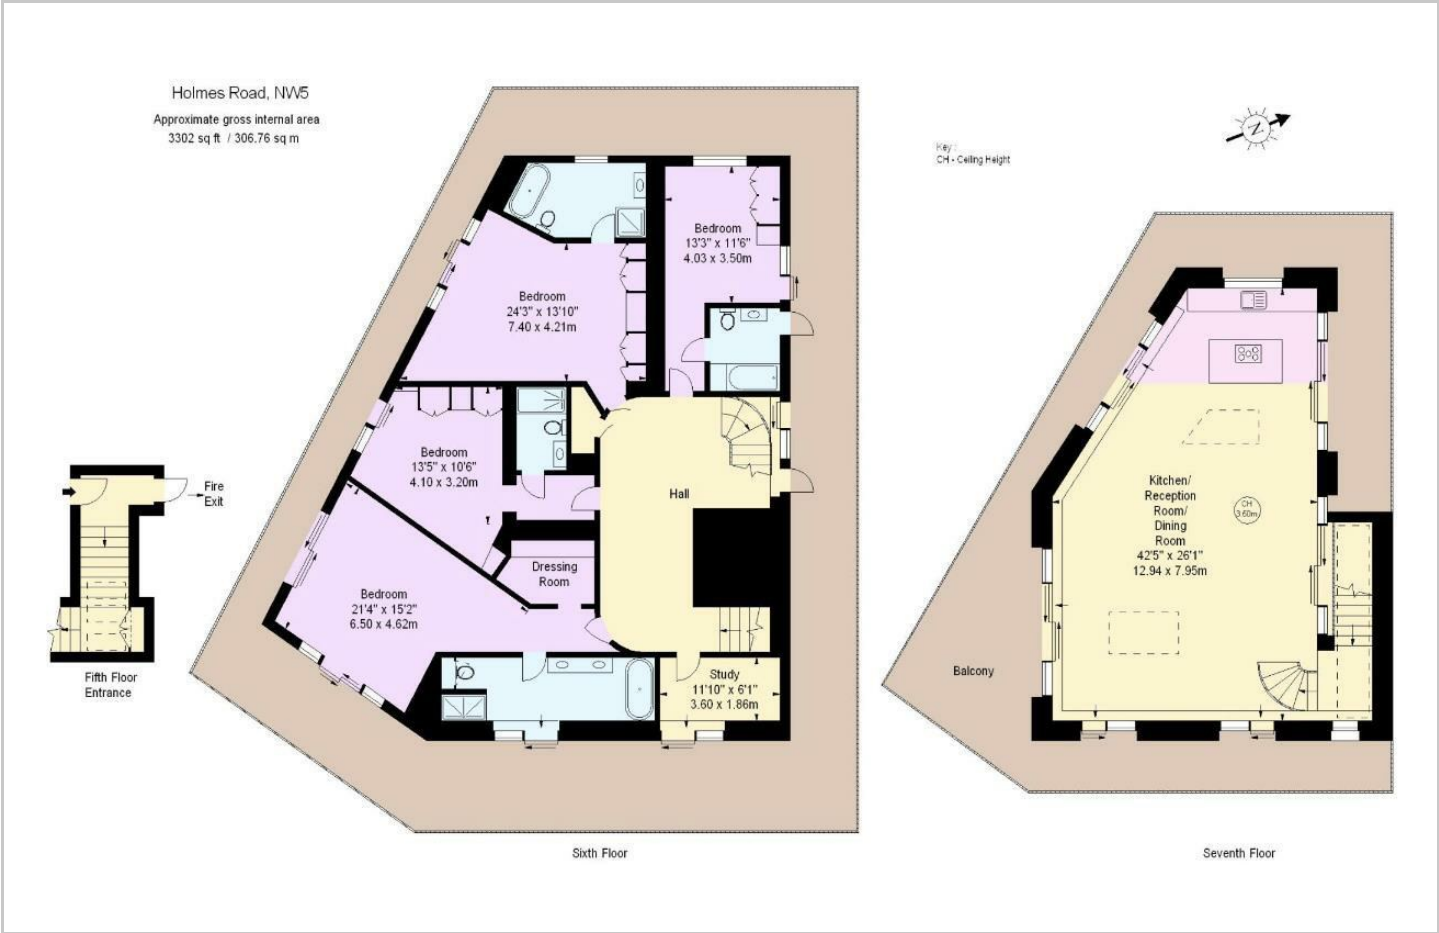 Holmes Road, NW5
Approximate gross internal area
3302 sq ft / 306.76 sq m
N
Key :
CH - Ceiling Height
Bedroom
13'3" x 11'6"
4.03 x 3.50m
Bedroom
24'3" x 13'10"
7.40 x 4.21m
Bedroom
13'5" x 10'6"
4.10 x 3.20m
Hall
Dressing
Room
Bedroom
21'4" x 15'2"
6.50 x 4.62m
Study
11'10" x 6'1"
3.60 x 1.86m
Fire
Exit
Fifth Floor
Entrance
Sixth Floor
Kitchen/
Reception
Room/
Dining
Room
42'5" x 26'1"
12.94 x 7.95m
CH
3.60m
Balcony
Seventh Floor